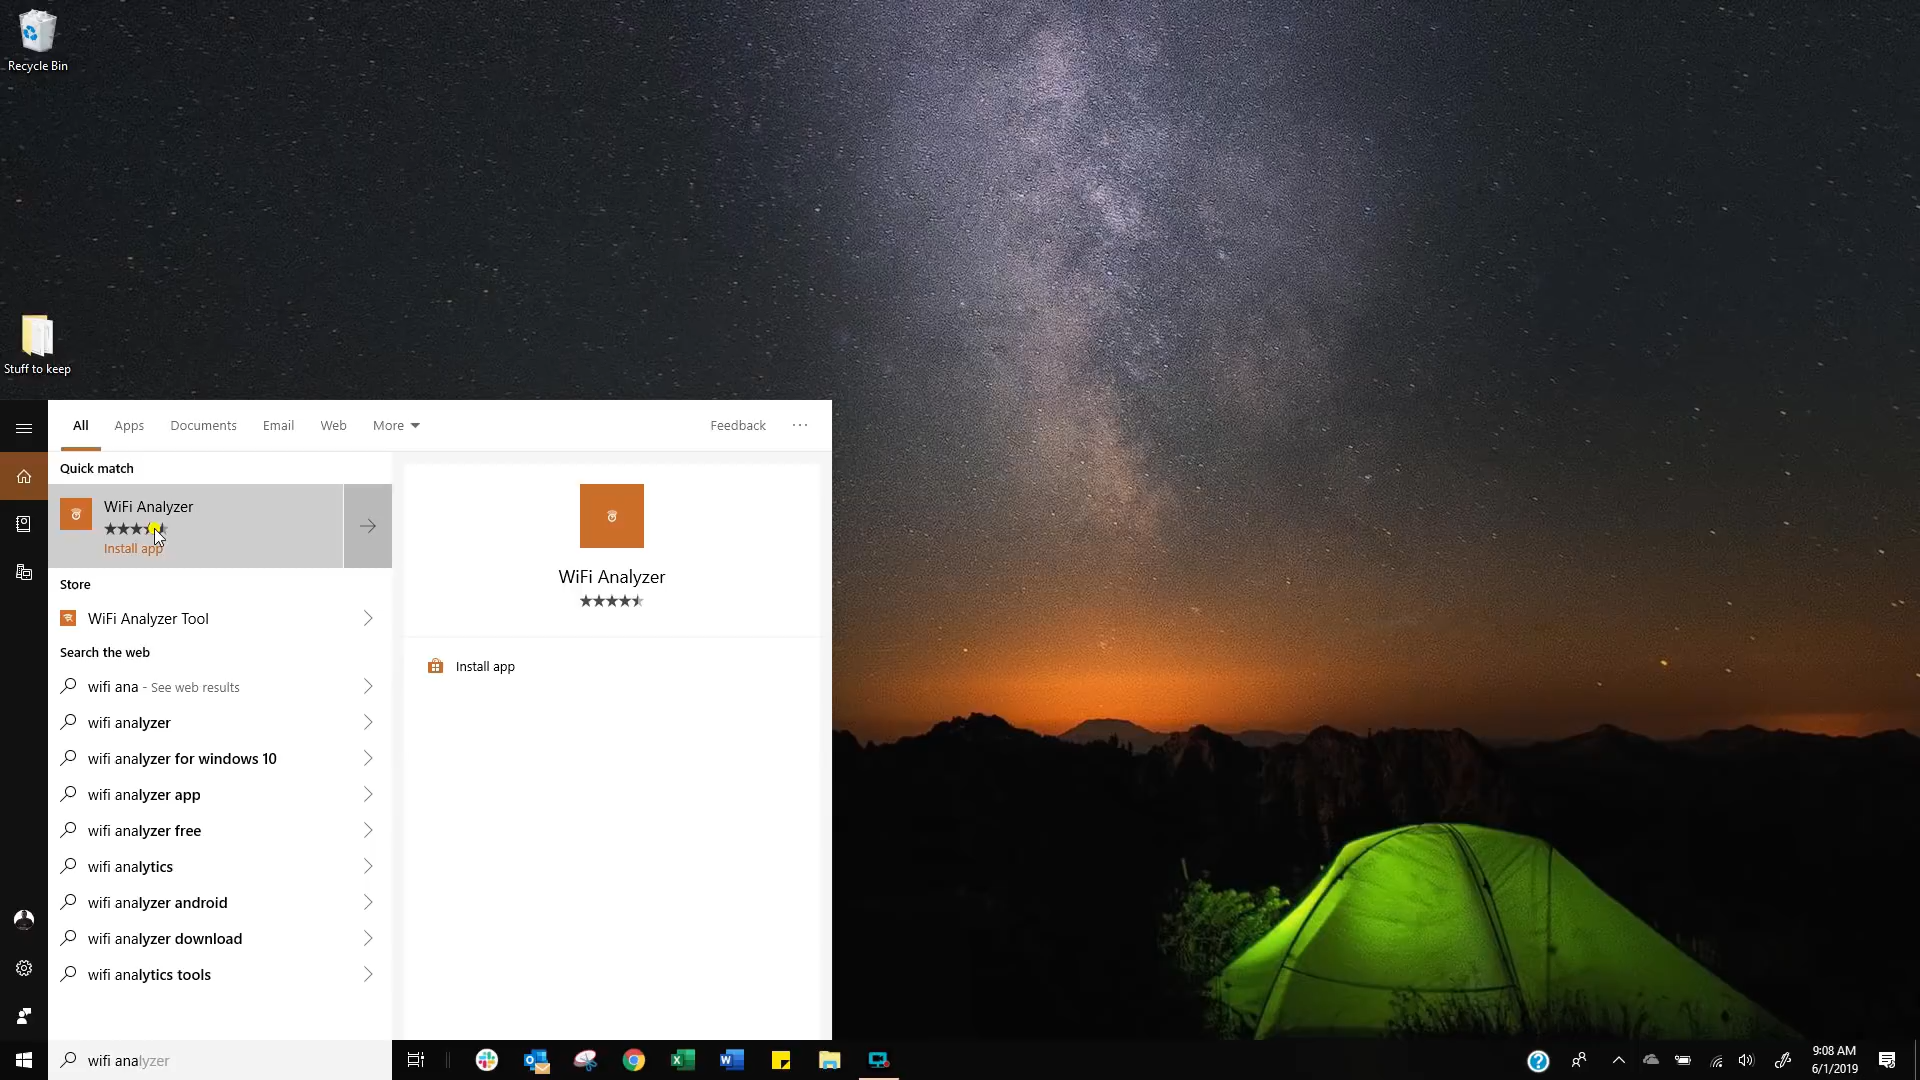 Recycle Bin
Stuff to keep
All Apps Documents Email Web More Feedback
Quick match
WiFi Analyzer
Install app
WiFi Analyzer
Install app
Store
WiFi Analyzer Tool
Search the web
wifi ana - See web results
wifi analyzer
wifi analyzer for windows 10
wifi analyzer app
wifi analyzer free
wifi analytics
wifi analyzer android
wifi analyzer download
wifi analytics tools
wifi analyzer
9:08 AM
6/1/2019